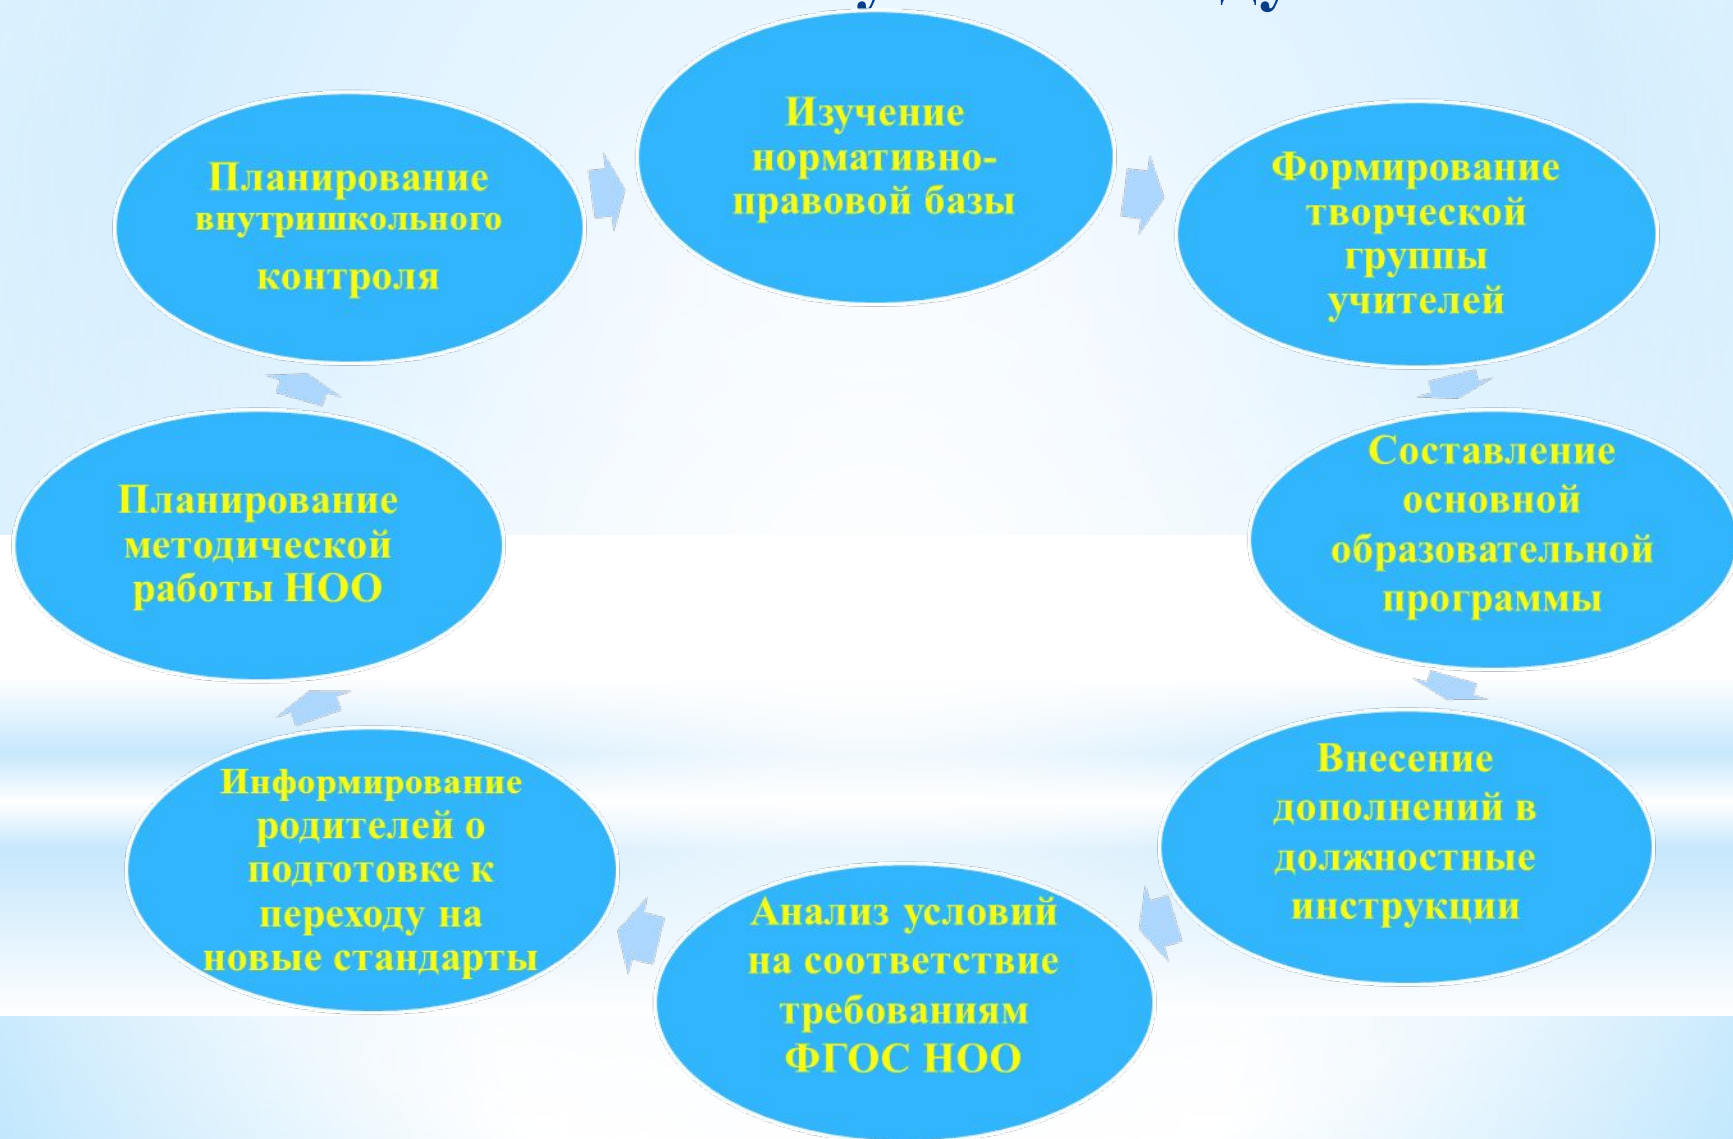 Изучение
нормативно-
правовой базы
Формирование
творческой
группы
учителей
Составление
основной
образовательной
программы
Внесение
дополнений в
должностные
инструкции
Анализ условий
на соответствие
требованиям
ФГОС НОО
Информирование
родителей о
подготовке к
переходу на
новые стандарты
Планирование
методической
работы НОО
Планирование
внутришкольного
контроля